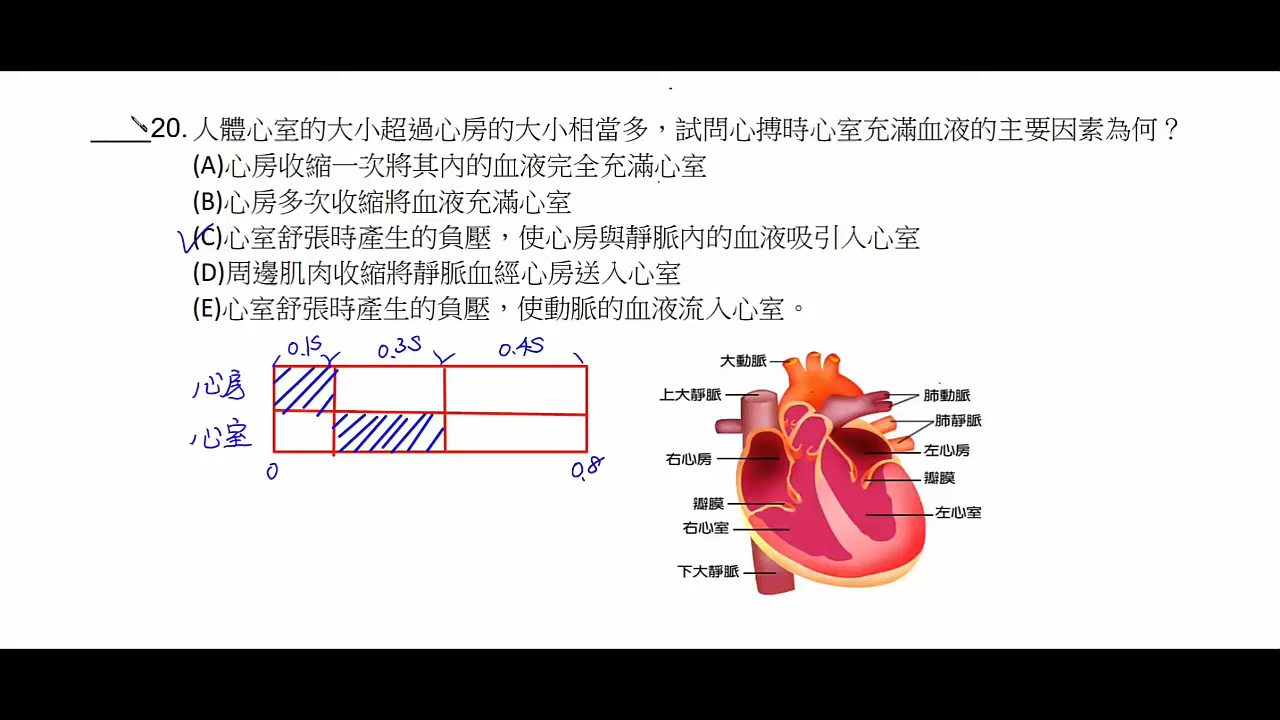 20. 人體心室的大小超過心房的大小相當多，試問心搏時心室充滿血液的主要因素為何？
(A)心房收縮一次將其內的血液完全充滿心室
(B)心房多次收縮將血液充滿心室
(C)心室舒張時產生的負壓，使心房與靜脈內的血液吸引入心室
(D)周邊肌肉收縮將靜脈血經心房送入心室
(E)心室舒張時產生的負壓，使動脈的血液流入心室。
0.1S 0.3S 0.4S
心房
心室
0 0.8
大動脈
上大靜脈
肺動脈
肺靜脈
右心房
左心房
瓣膜
瓣膜
右心室
左心室
下大靜脈